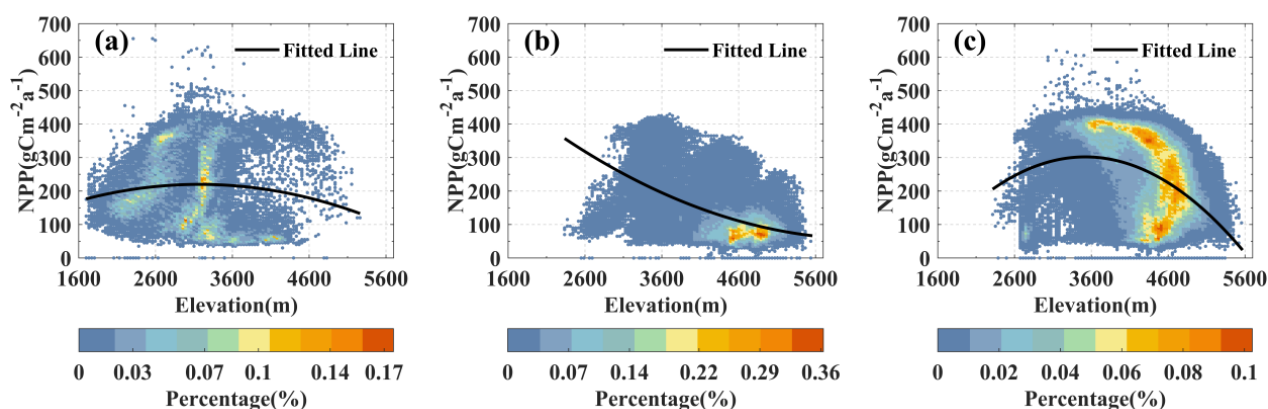 (a)
Fitted Line
NPP(gCm⁻²a⁻¹)
700
600
500
400
300
200
100
0
1600 2600 3600 4600 5600
Elevation(m)
0 0.03 0.07 0.1 0.14 0.17
Percentage(%)
(b)
Fitted Line
NPP(gCm⁻²a⁻¹)
700
600
500
400
300
200
100
0
1600 2600 3600 4600 5600
Elevation(m)
0 0.07 0.14 0.22 0.29 0.36
Percentage(%)
(c)
Fitted Line
NPP(gCm⁻²a⁻¹)
700
600
500
400
300
200
100
0
1600 2600 3600 4600 5600
Elevation(m)
0 0.02 0.04 0.06 0.08 0.1
Percentage(%)